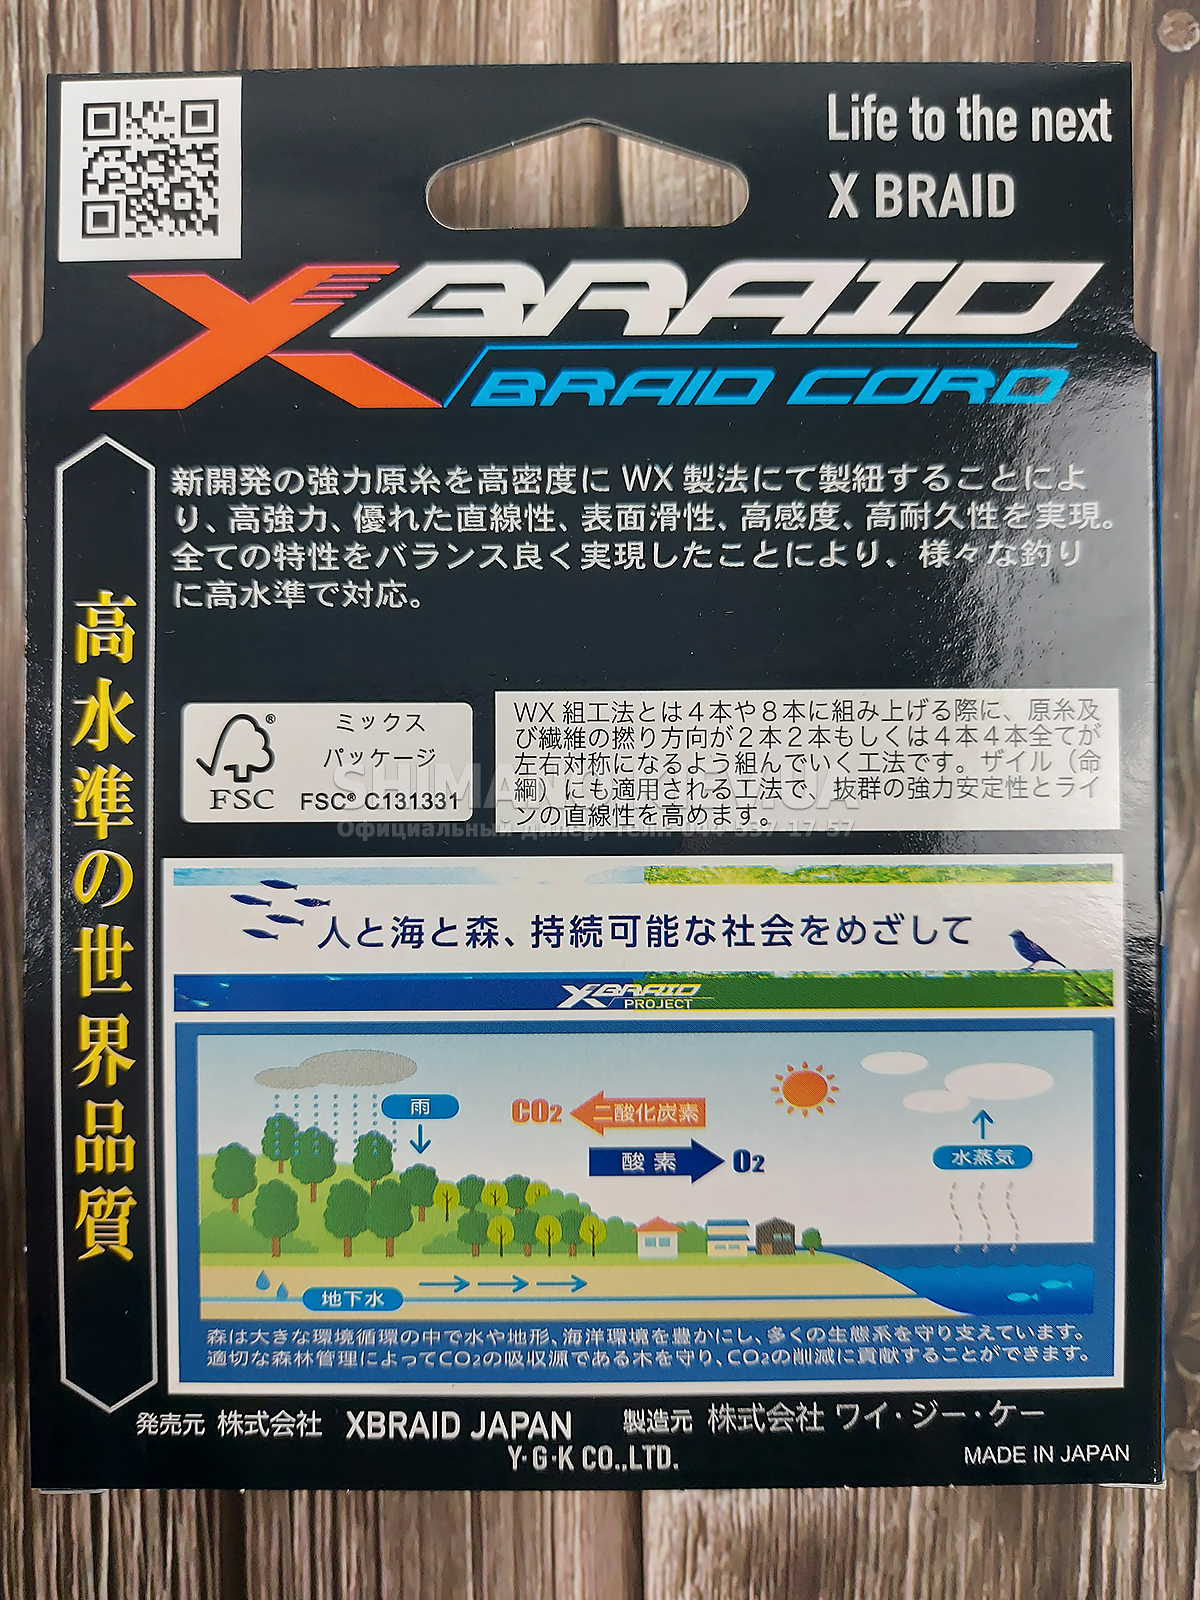 Life to the next
X BRAID
XBRAID
BRAID CORD
新開発の強力原糸を高密度に WX 製法にて製紐することによ
り、高強力、優れた直線性、表面滑性、高感度、高耐久性を実現。
全ての特性をバランス良く実現したことにより、様々な釣り
に高水準で対応。
高水準の世界品質
ミックス
パッケージ
FSC
FSC® C131331
WX 組工法とは4本や8本に組み上げる際に、原糸及
び繊維の撚り方向が2本2本もしくは4本4本全てが
左右対称になるよう組んでいく工法です。ザイル（命
綱）にも適用される工法で、抜群の強力安定性とライ
ンの直線性を高めます。
Официальный дилер. тел. 044 537 17 57
人と海と森、持続可能な社会をめざして
XBRAID
PROJECT
雨
CO2 二酸化炭素
酸素 O2
水蒸気
地下水
森は大きな環境循環の中で水や地形、海洋環境を豊かにし、多くの生態系を守り支えています。
適切な森林管理によってCO2の吸収源である木を守り、CO2の削減に貢献することができます。
発売元 株式会社 XBRAID JAPAN 製造元 株式会社 ワイ・ジー・ケー
Y・G・K CO.,LTD.
MADE IN JAPAN